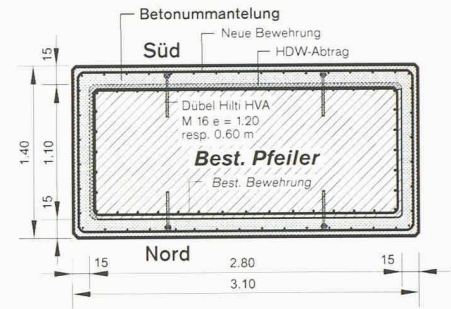 Betonummantelung
Neue Bewehrung
Süd
HDW-Abtrag
15
1.40
1.10
15
Dübel Hilti HVA
M 16 e = 1.20
resp. 0.60 m
Best. Pfeiler
Best. Bewehrung
Nord
15
2.80
15
3.10